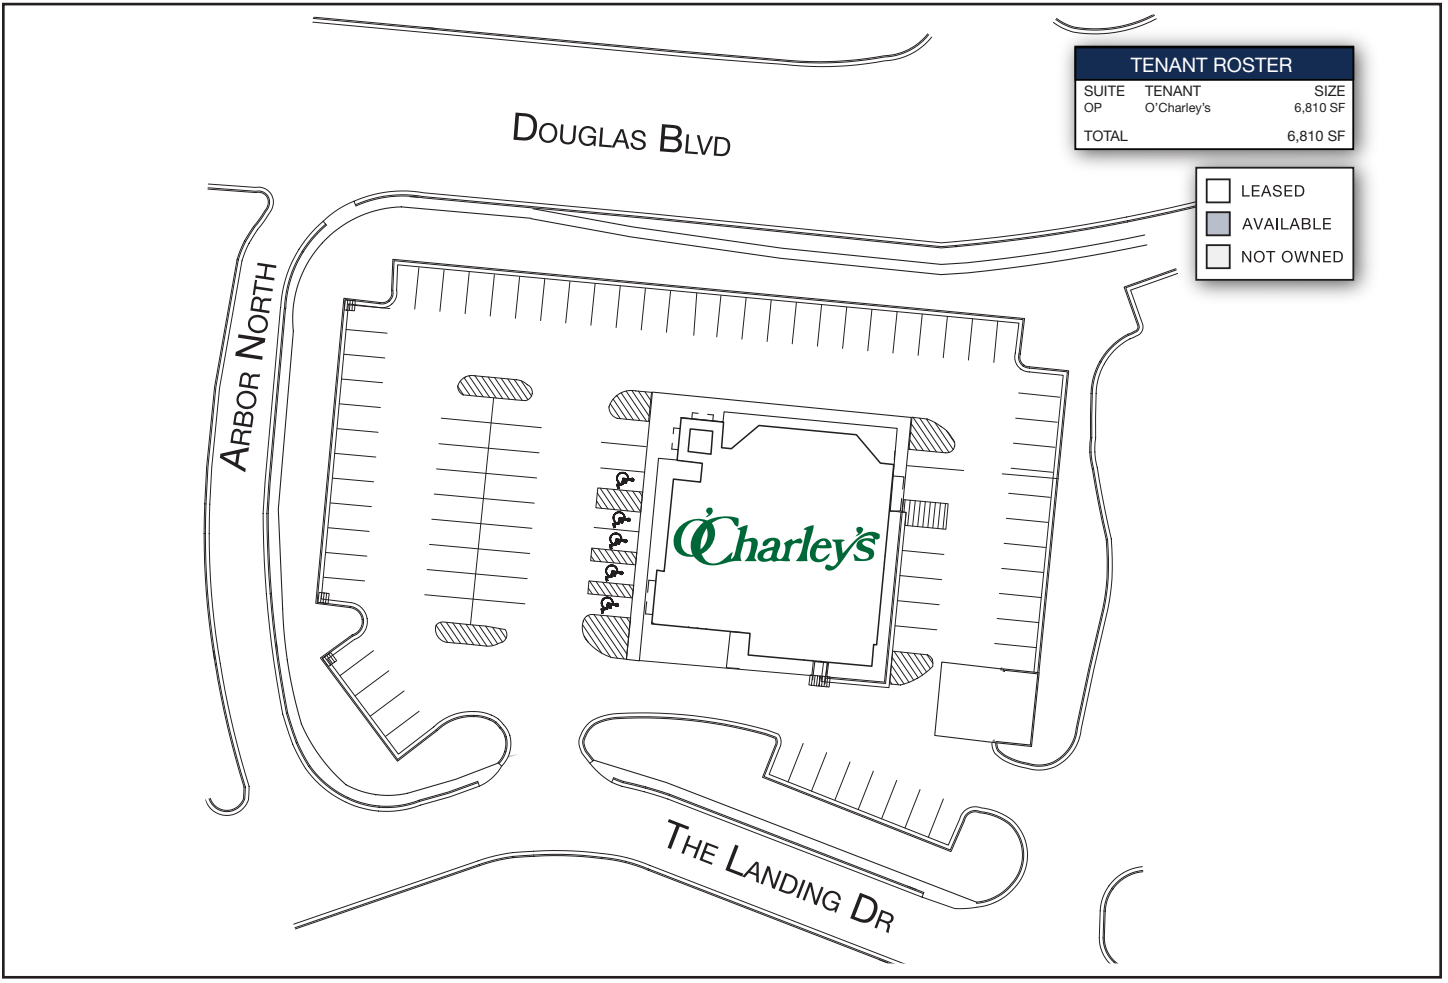 DOUGLAS BLVD
TENANT ROSTER
SUITE TENANT SIZE
OP O'Charley's 6,810 SF
TOTAL 6,810 SF
LEASED
AVAILABLE
NOT OWNED
ARBOR NORTH
O'Charley's
THE LANDING DR